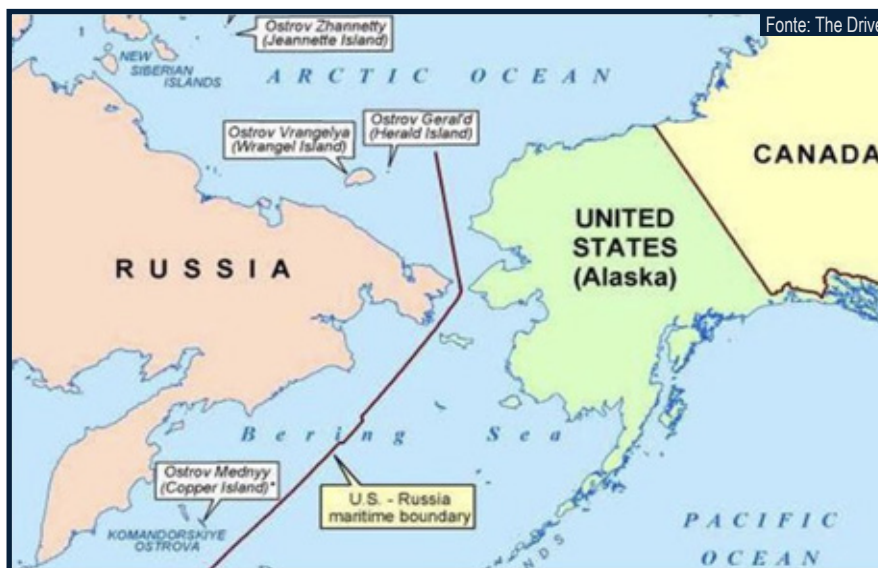 Fonte: The Drive
Ostrov Zhannetty
(Jeannette Island)
NEW
SIBERIAN
ISLANDS
ARCTIC OCEAN
Ostrov Vrangelya
(Wrangel Island)
Ostrov Geral'd
(Herald Island)
CANADA
UNITED
STATES
(Alaska)
RUSSIA
Bering Sea
Ostrov Mednyy
(Copper Island)*
U.S. - Russia
maritime boundary
KOMANDORSKIYE
OSTROVA
PACIFIC
OCEAN